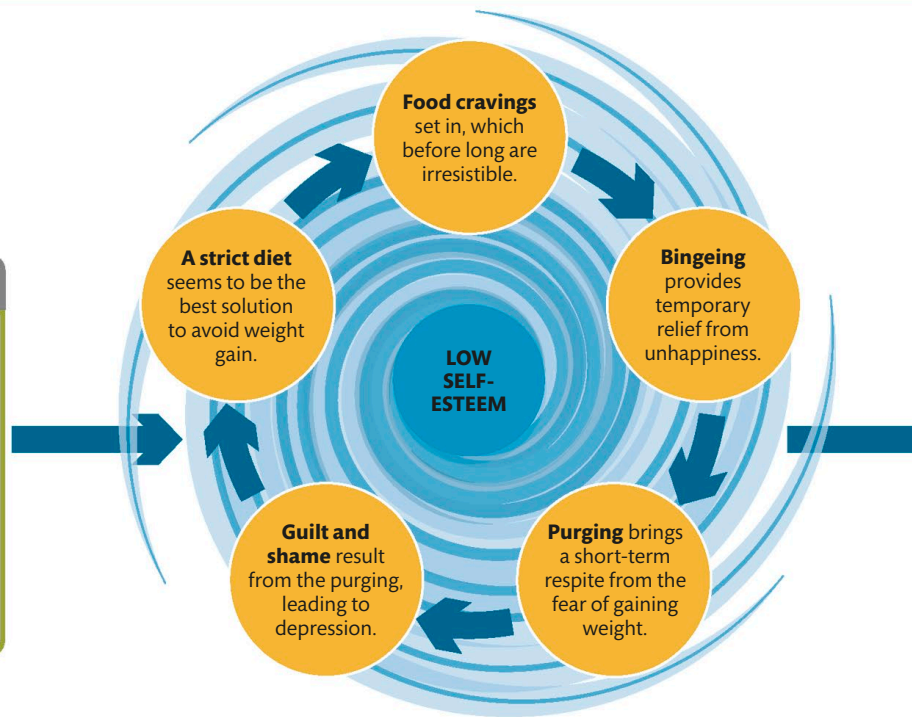 Food cravings
set in, which
before long are
irresistible.
Bingeing
provides
temporary
relief from
unhappiness.
Purging brings
a short-term
respite from the
fear of gaining
weight.
Guilt and
shame result
from the purging,
leading to
depression.
A strict diet
seems to be the
best solution
to avoid weight
gain.
LOW
SELF-
ESTEEM